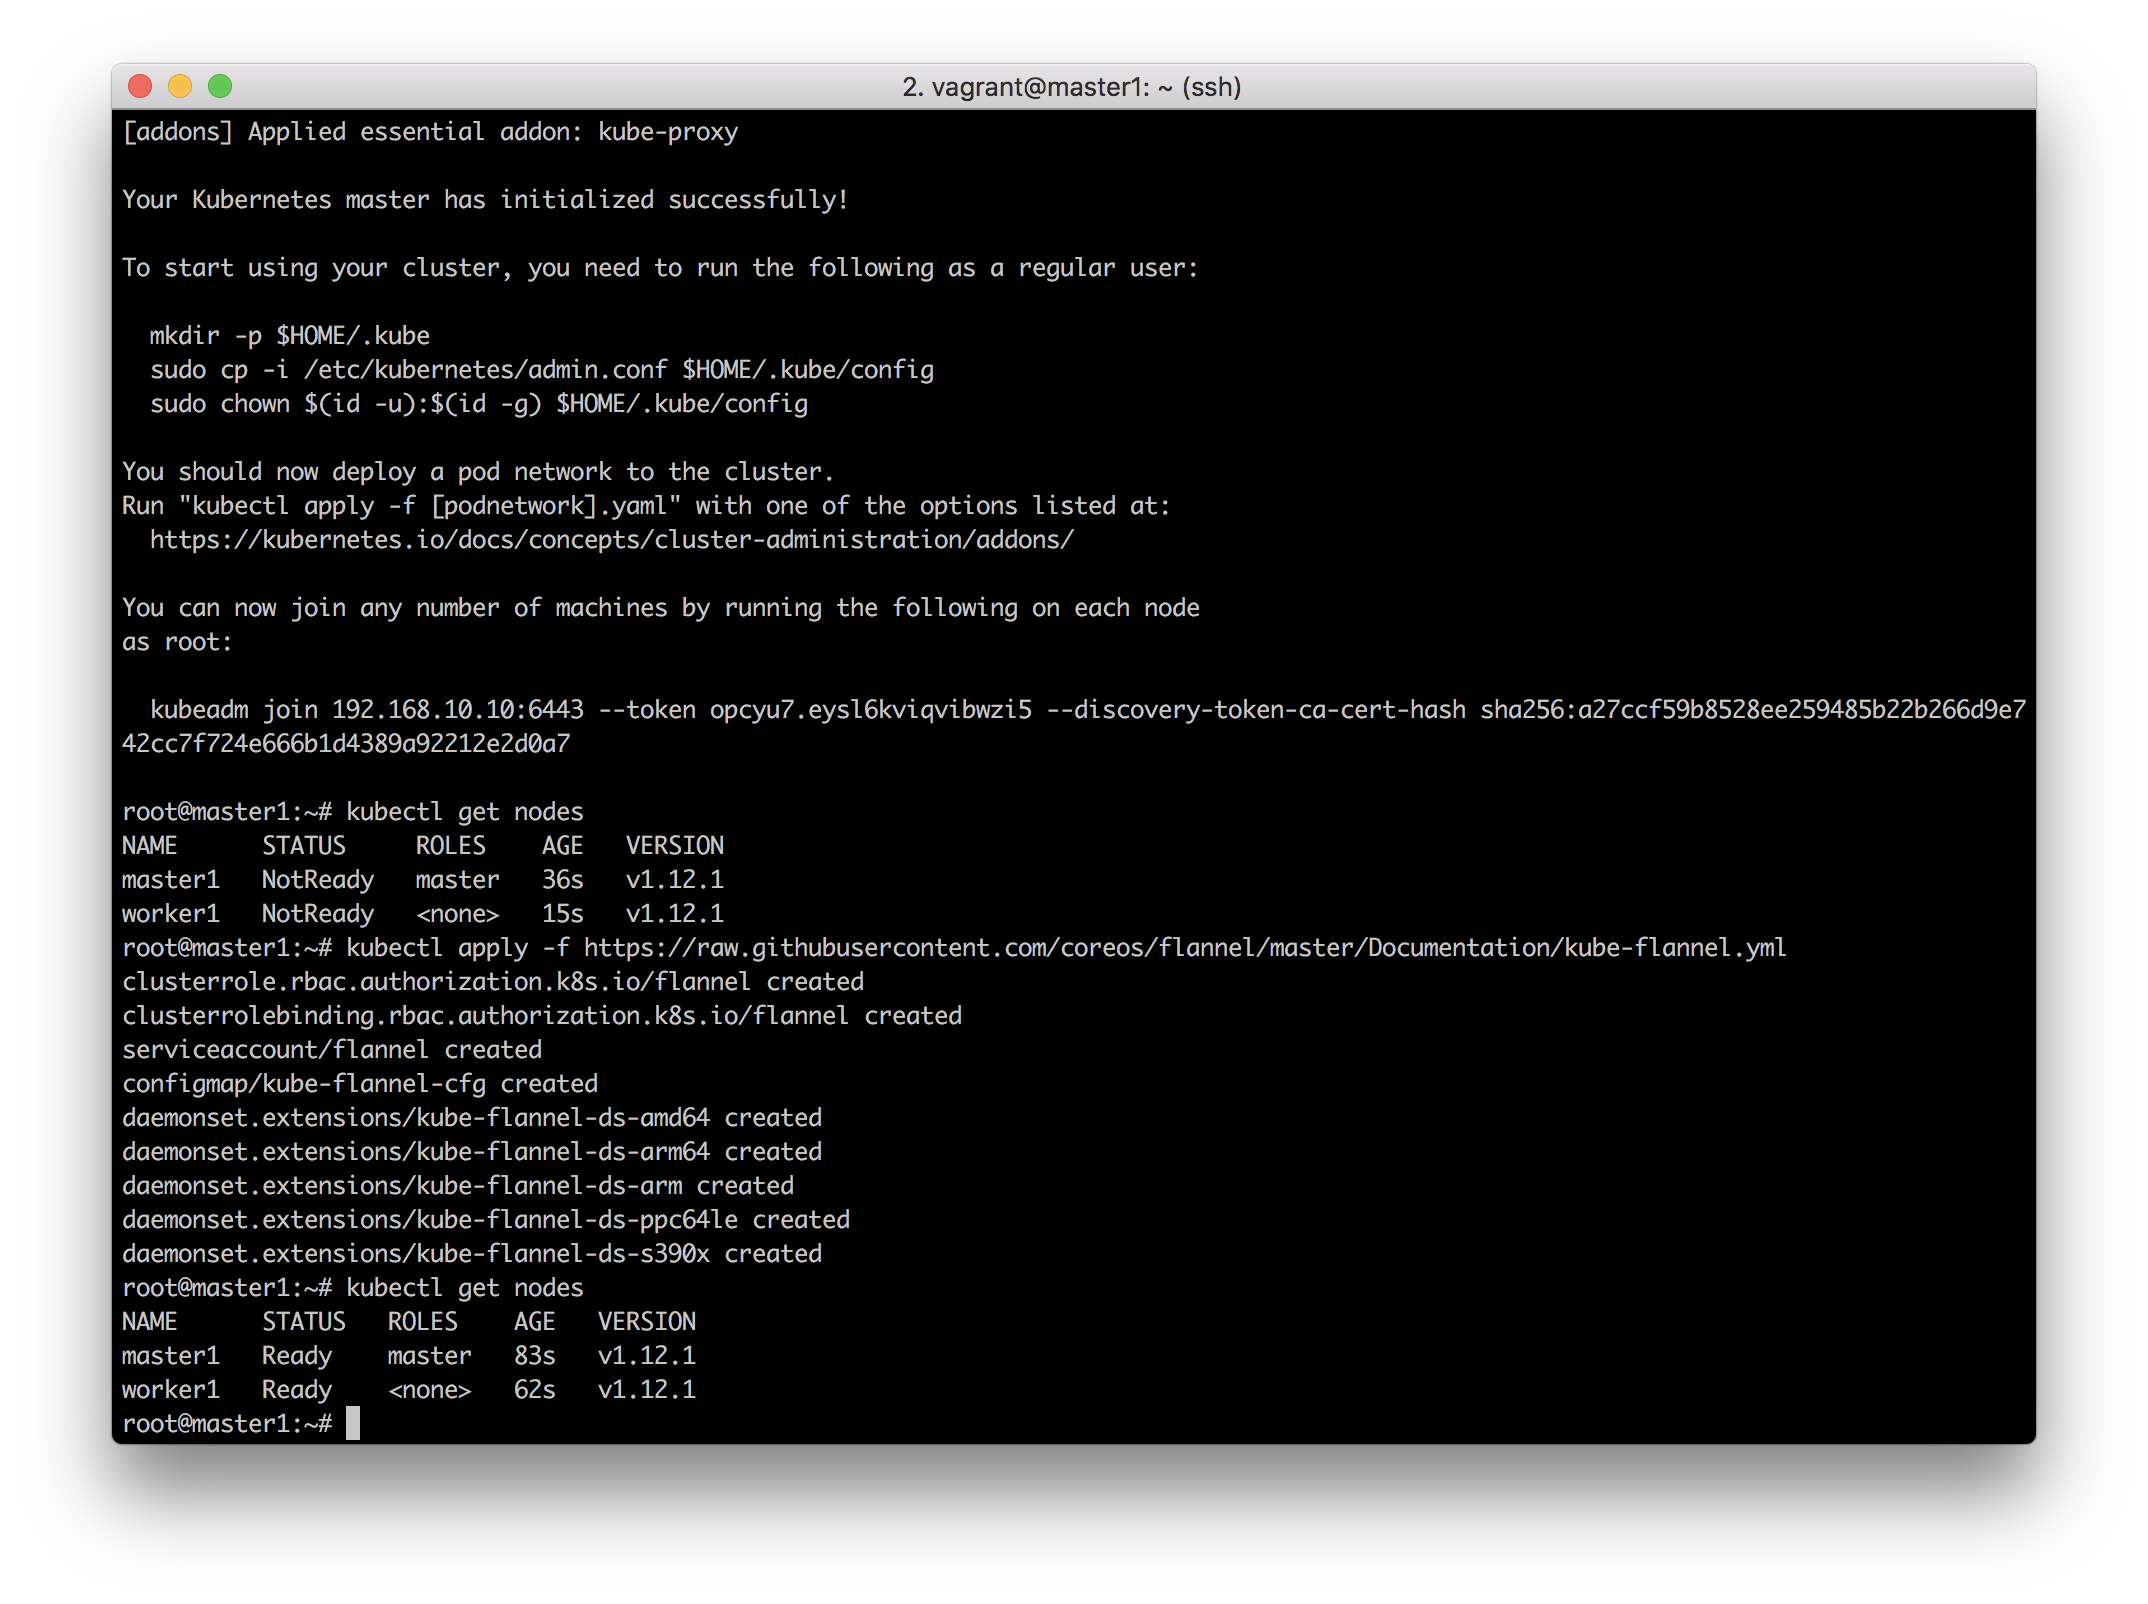 2. vagrant@master1: ~ (ssh)
[addons] Applied essential addon: kube-proxy
Your Kubernetes master has initialized successfully!
To start using your cluster, you need to run the following as a regular user:
mkdir -p $HOME/.kube
sudo cp -i /etc/kubernetes/admin.conf $HOME/.kube/config
sudo chown $(id -u):$(id -g) $HOME/.kube/config
You should now deploy a pod network to the cluster.
Run "kubectl apply -f [podnetwork].yaml" with one of the options listed at:
https://kubernetes.io/docs/concepts/cluster-administration/addons/
You can now join any number of machines by running the following on each node
as root:
kubeadm join 192.168.10.10:6443 --token opcyu7.eysl6kviqvibwzi5 --discovery-token-ca-cert-hash sha256:a27ccf59b8528ee259485b22b266d9e7
42cc7f724e666b1d4389a92212e2d0a7
root@master1:~# kubectl get nodes
NAME STATUS ROLES AGE VERSION
master1 NotReady master 36s v1.12.1
worker1 NotReady <none> 15s v1.12.1
root@master1:~# kubectl apply -f https://raw.githubusercontent.com/coreos/flannel/master/Documentation/kube-flannel.yml
clusterrole.rbac.authorization.k8s.io/flannel created
clusterrolebinding.rbac.authorization.k8s.io/flannel created
serviceaccount/flannel created
configmap/kube-flannel-cfg created
daemonset.extensions/kube-flannel-ds-amd64 created
daemonset.extensions/kube-flannel-ds-arm64 created
daemonset.extensions/kube-flannel-ds-arm created
daemonset.extensions/kube-flannel-ds-ppc64le created
daemonset.extensions/kube-flannel-ds-s390x created
root@master1:~# kubectl get nodes
NAME STATUS ROLES AGE VERSION
master1 Ready master 83s v1.12.1
worker1 Ready <none> 62s v1.12.1
root@master1:~#